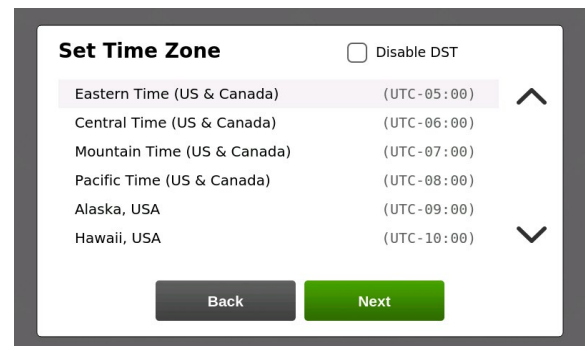 Set Time Zone Disable DST
Eastern Time (US & Canada) (UTC-05:00)
Central Time (US & Canada) (UTC-06:00)
Mountain Time (US & Canada) (UTC-07:00)
Pacific Time (US & Canada) (UTC-08:00)
Alaska, USA (UTC-09:00)
Hawaii, USA (UTC-10:00)
Back Next